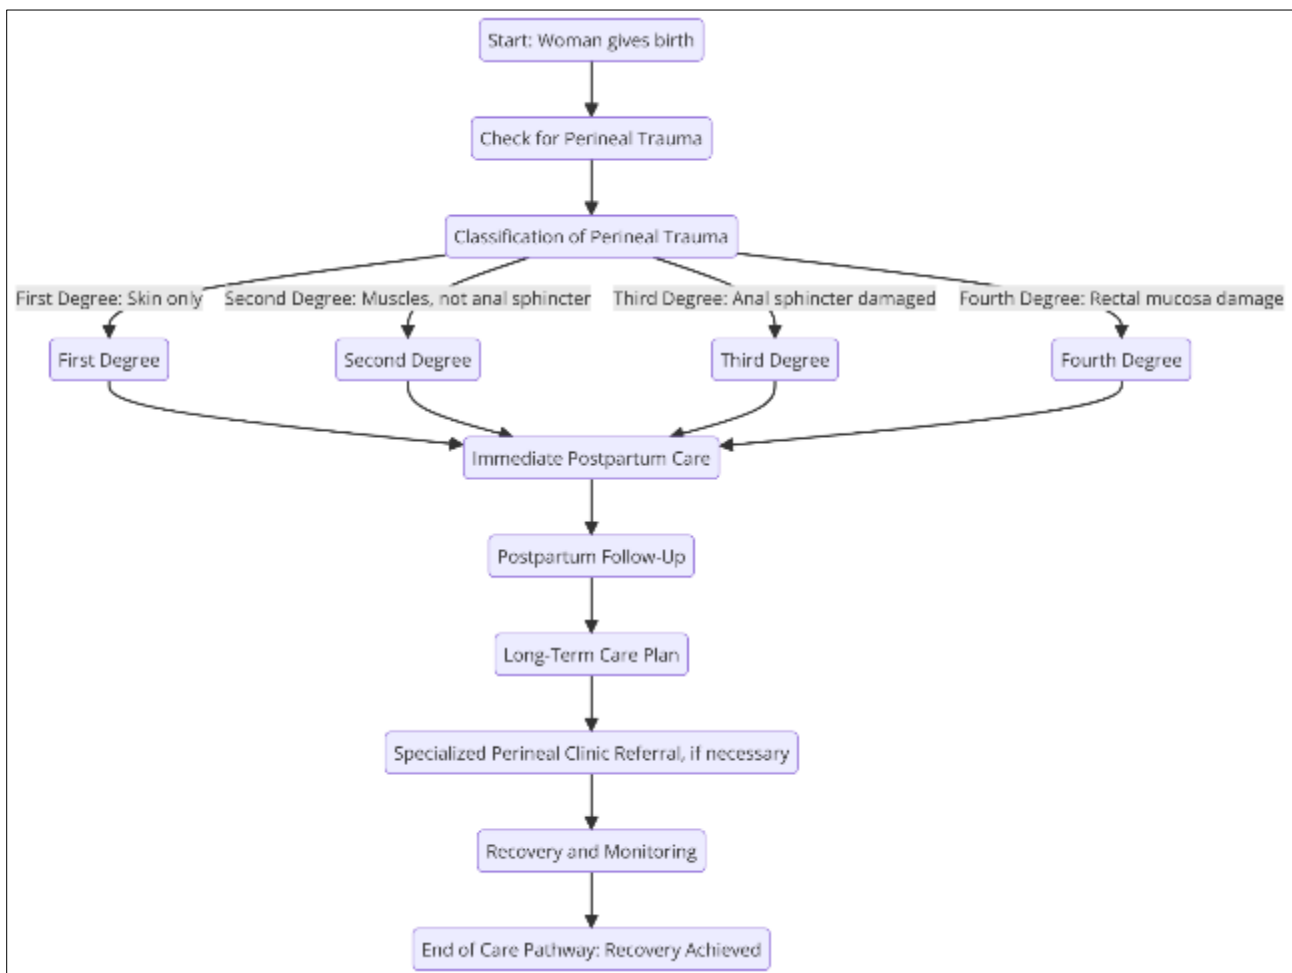 Start: Woman gives birth
Check for Perineal Trauma
Classification of Perineal Trauma
First Degree: Skin only
Second Degree: Muscles, not anal sphincter
Third Degree: Anal sphincter damaged
Fourth Degree: Rectal mucosa damage
First Degree
Second Degree
Third Degree
Fourth Degree
Immediate Postpartum Care
Postpartum Follow-Up
Long-Term Care Plan
Specialized Perineal Clinic Referral, if necessary
Recovery and Monitoring
End of Care Pathway: Recovery Achieved